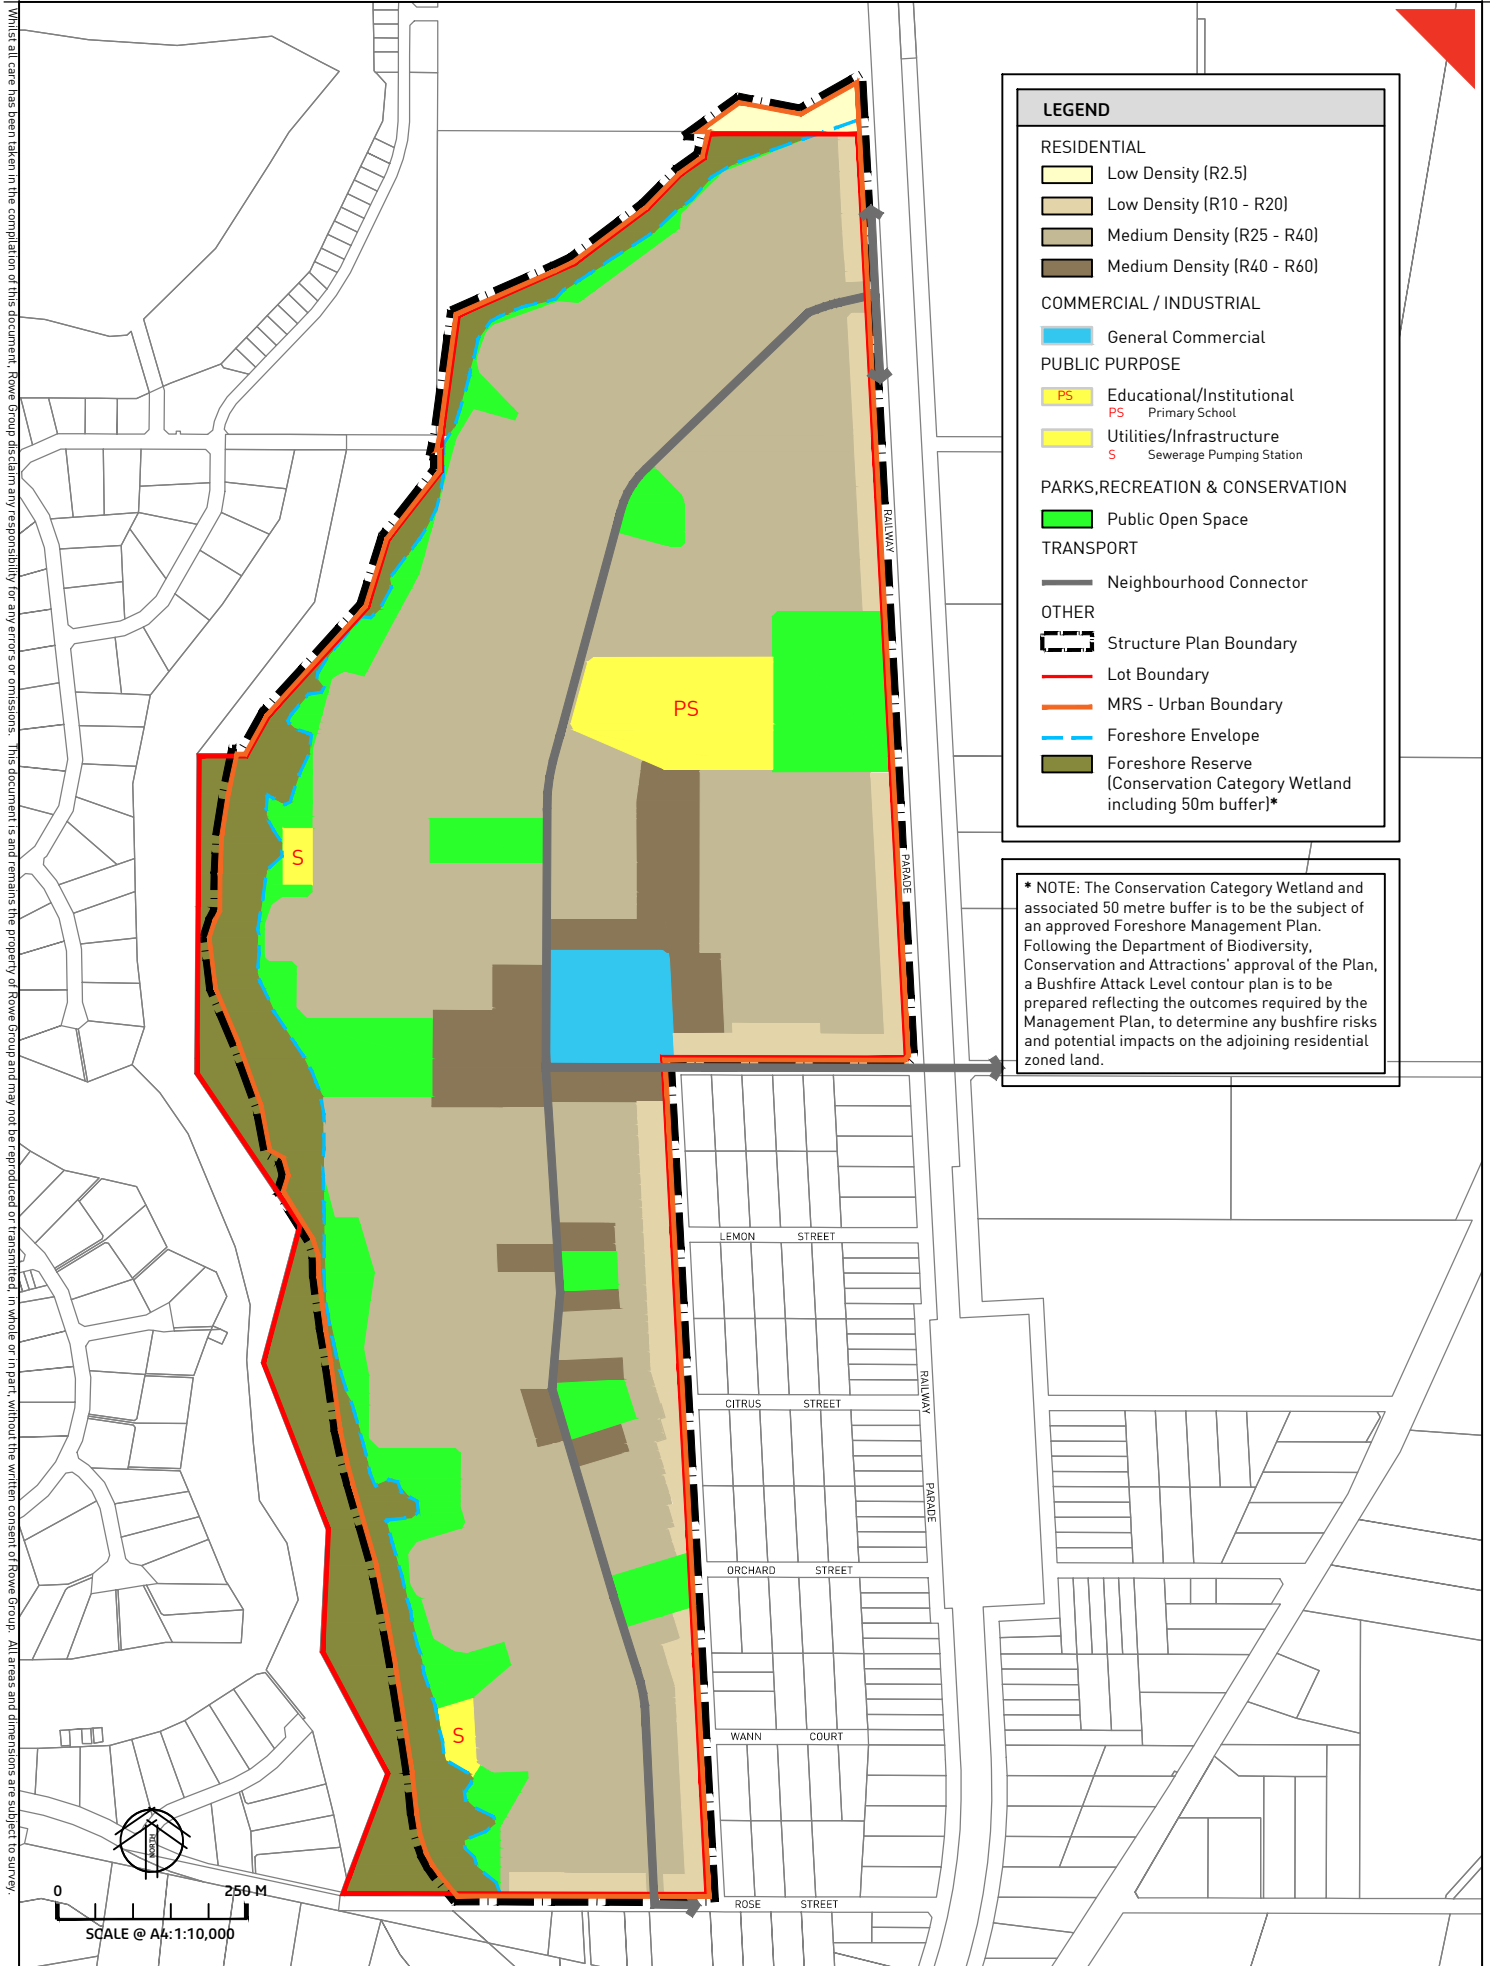 Whilst all care has been taken in the compilation of this document, Rowe Group disclaim any responsibility for any errors or omissions. This document is and remains the property of Rowe Group and may not be reproduced or transmitted, in whole or in part, without the written consent of Rowe Group. All areas and dimensions are subject to survey.
LEGEND
RESIDENTIAL
Low Density (R2.5)
Low Density (R10 - R20)
Medium Density (R25 - R40)
Medium Density (R40 - R60)
COMMERCIAL / INDUSTRIAL
General Commercial
PUBLIC PURPOSE
PS Educational/Institutional
PS Primary School
Utilities/Infrastructure
S Sewerage Pumping Station
PARKS,RECREATION & CONSERVATION
Public Open Space
TRANSPORT
Neighbourhood Connector
OTHER
Structure Plan Boundary
Lot Boundary
MRS - Urban Boundary
Foreshore Envelope
Foreshore Reserve
(Conservation Category Wetland
including 50m buffer)*
* NOTE: The Conservation Category Wetland and
associated 50 metre buffer is to be the subject of
an approved Foreshore Management Plan.
Following the Department of Biodiversity,
Conservation and Attractions' approval of the Plan,
a Bushfire Attack Level contour plan is to be
prepared reflecting the outcomes required by the
Management Plan, to determine any bushfire risks
and potential impacts on the adjoining residential
zoned land.
RAILWAY
PARADE
PS
S
LEMON STREET
CITRUS STREET
RAILWAY
PARADE
ORCHARD STREET
WANN COURT
S
ROSE STREET
NORTH
0 250 M
SCALE @ A4: 1:10,000